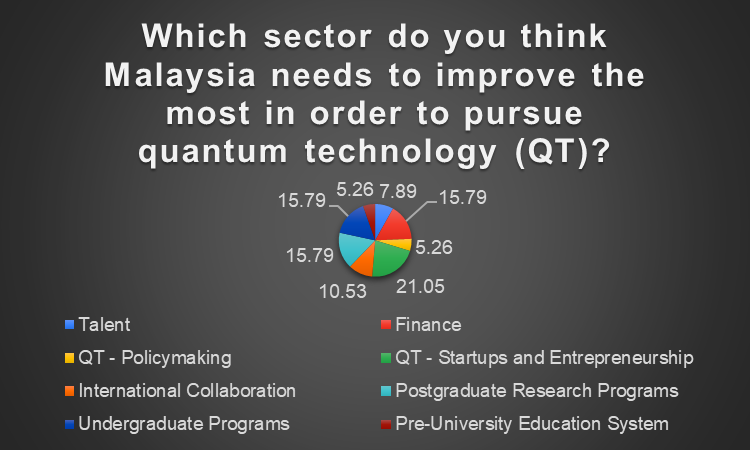 Which sector do you think
Malaysia needs to improve the
most in order to pursue
quantum technology (QT)?
5.26 7.89
15.79 15.79
5.26
15.79
10.53 21.05
Talent Finance
QT - Policymaking QT - Startups and Entrepreneurship
International Collaboration Postgraduate Research Programs
Undergraduate Programs Pre-University Education System